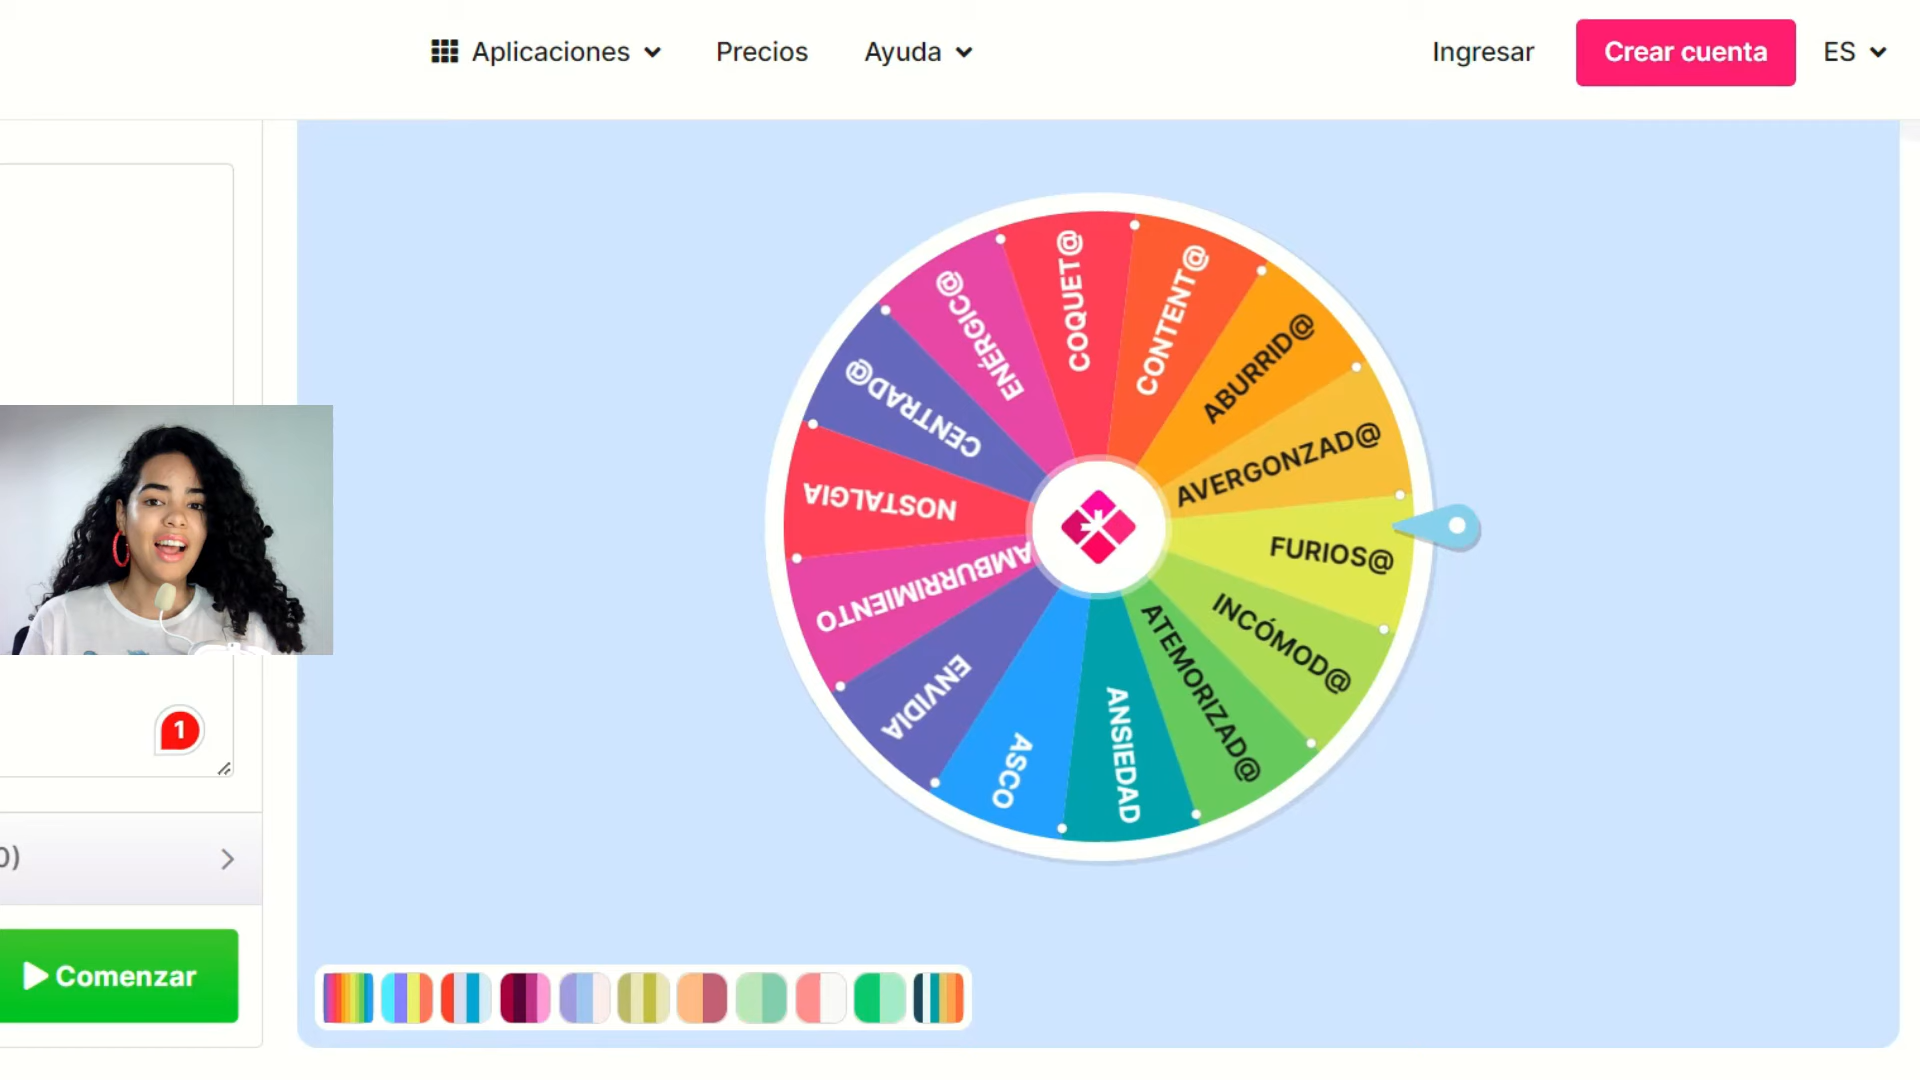 Aplicaciones
Precios
Ayuda
Ingresar
Crear cuenta
ES
COQUET@
CONTENT@
ABURRID@
AVERGONZAD@
FURIOS@
INCÓMOD@
ATEMORIZAD@
ANSIEDAD
ASCO
ENVIDIA
AMBURRIMIENTO
NOSTALGIA
CENTRAD@
ENÉRGIC@
1
0)
Comenzar